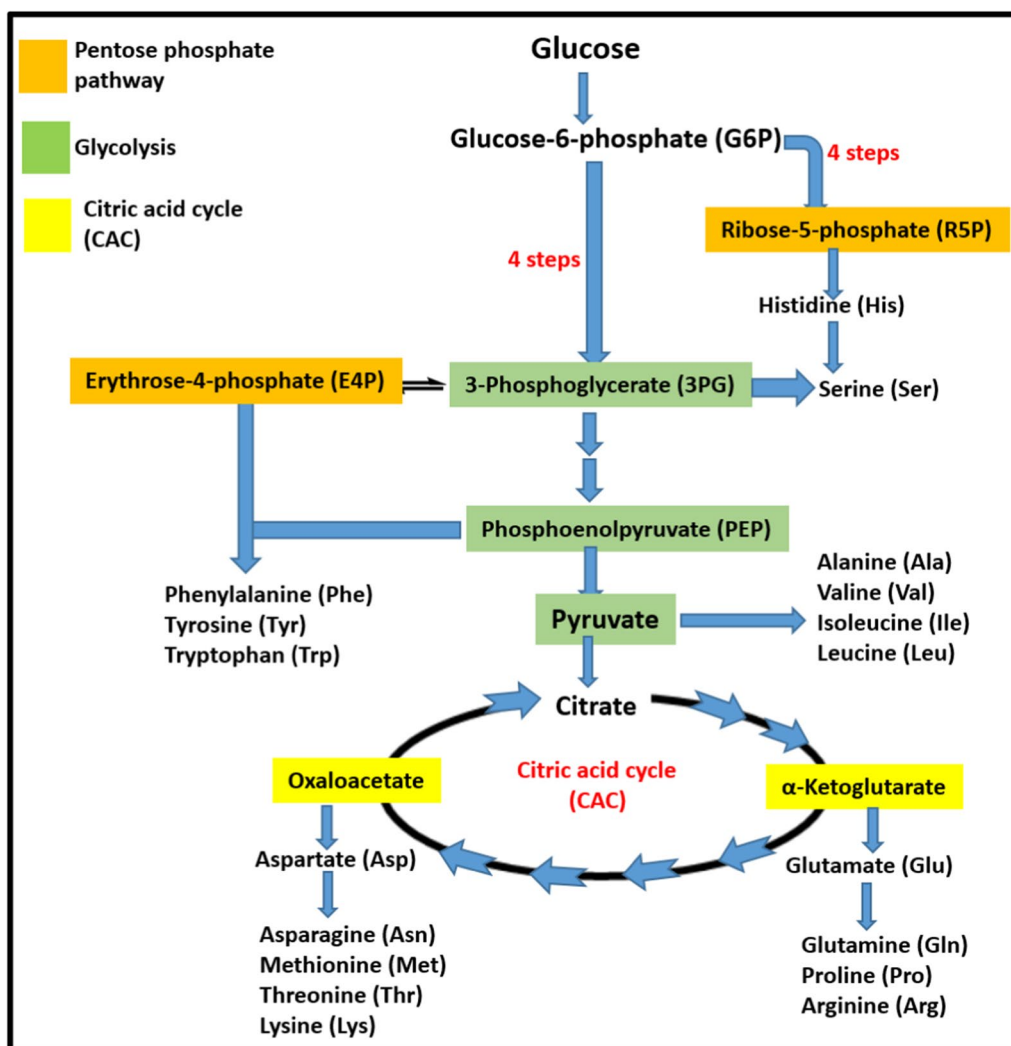 Pentose phosphate
pathway
Glycolysis
Citric acid cycle
(CAC)
Glucose
Glucose-6-phosphate (G6P)
4 steps
4 steps
Ribose-5-phosphate (R5P)
Histidine (His)
Serine (Ser)
Erythrose-4-phosphate (E4P)
3-Phosphoglycerate (3PG)
Phosphoenolpyruvate (PEP)
Phenylalanine (Phe)
Tyrosine (Tyr)
Tryptophan (Trp)
Pyruvate
Alanine (Ala)
Valine (Val)
Isoleucine (Ile)
Leucine (Leu)
Citrate
Citric acid cycle
(CAC)
Oxaloacetate
α-Ketoglutarate
Aspartate (Asp)
Glutamate (Glu)
Asparagine (Asn)
Methionine (Met)
Threonine (Thr)
Lysine (Lys)
Glutamine (Gln)
Proline (Pro)
Arginine (Arg)